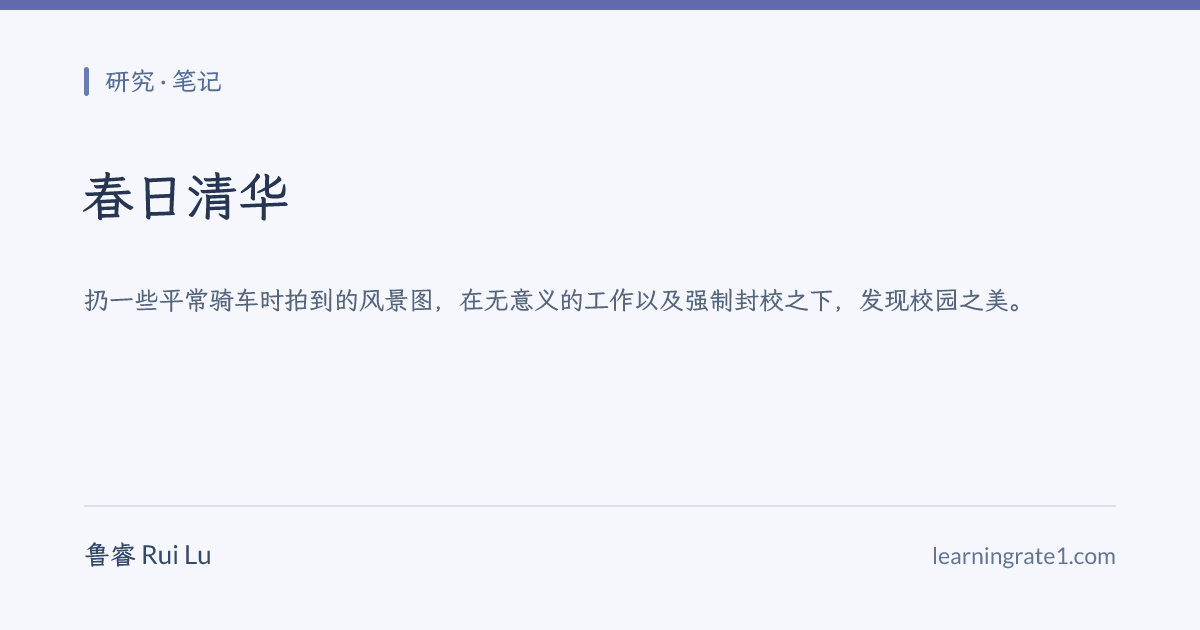 研究 · 笔记
春日清华
扔一些平常骑车时拍到的风景图，在无意义的工作以及强制封校之下，发现校园之美。
鲁睿 Rui Lu
learningrate1.com